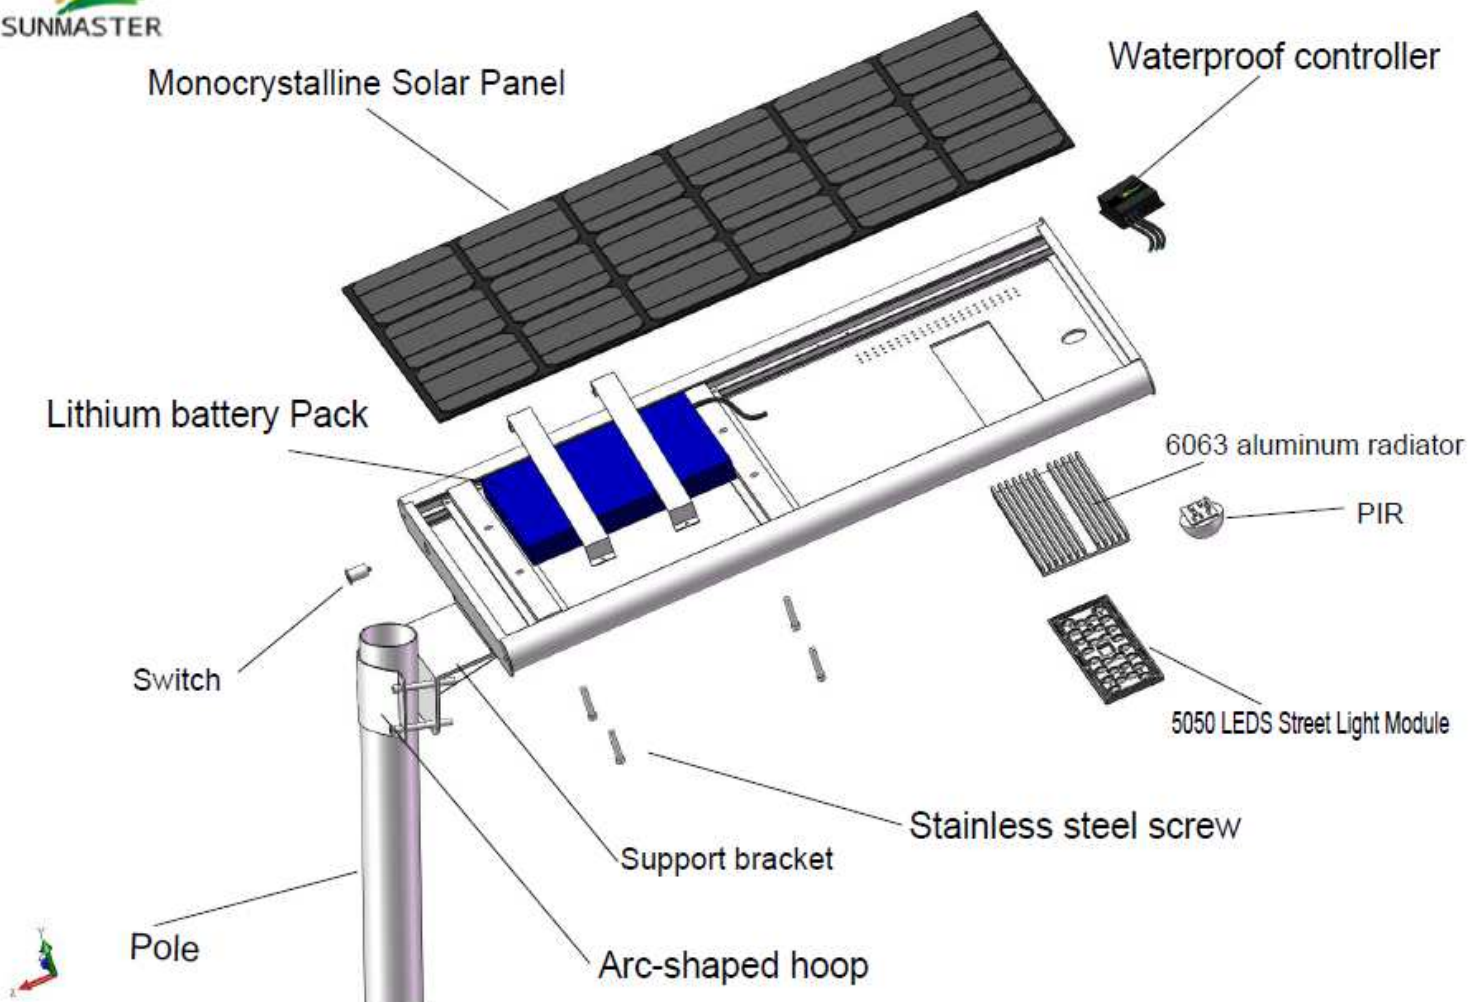 SUNMASTER
Monocrystalline Solar Panel
Waterproof controller
Lithium battery Pack
6063 aluminum radiator
PIR
Switch
5050 LEDS Street Light Module
Stainless steel screw
Support bracket
Pole
Arc-shaped hoop
Y